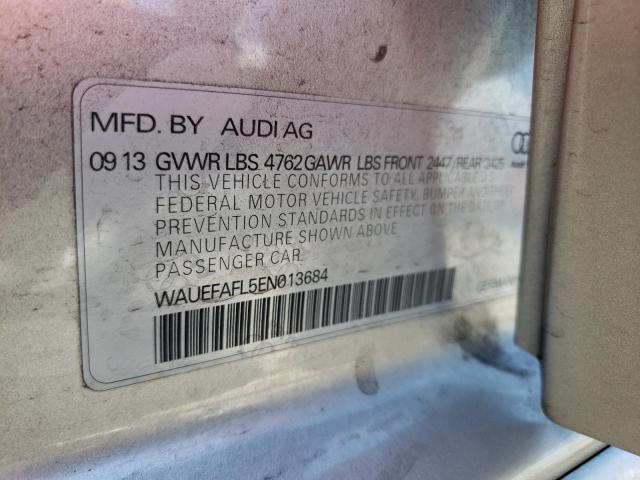 MFD. BY AUDI AG
09 13 GVWR LBS 4762 GAWR LBS FRONT 2447/REAR 2425
THIS VEHICLE CONFORMS TO ALL APPLICABLE U.S.
FEDERAL MOTOR VEHICLE SAFETY, BUMPER AND THEFT
PREVENTION STANDARDS IN EFFECT ON THE DATE OF
MANUFACTURE SHOWN ABOVE
PASSENGER CAR
WAUEFAFL5EN013684
GERMANY